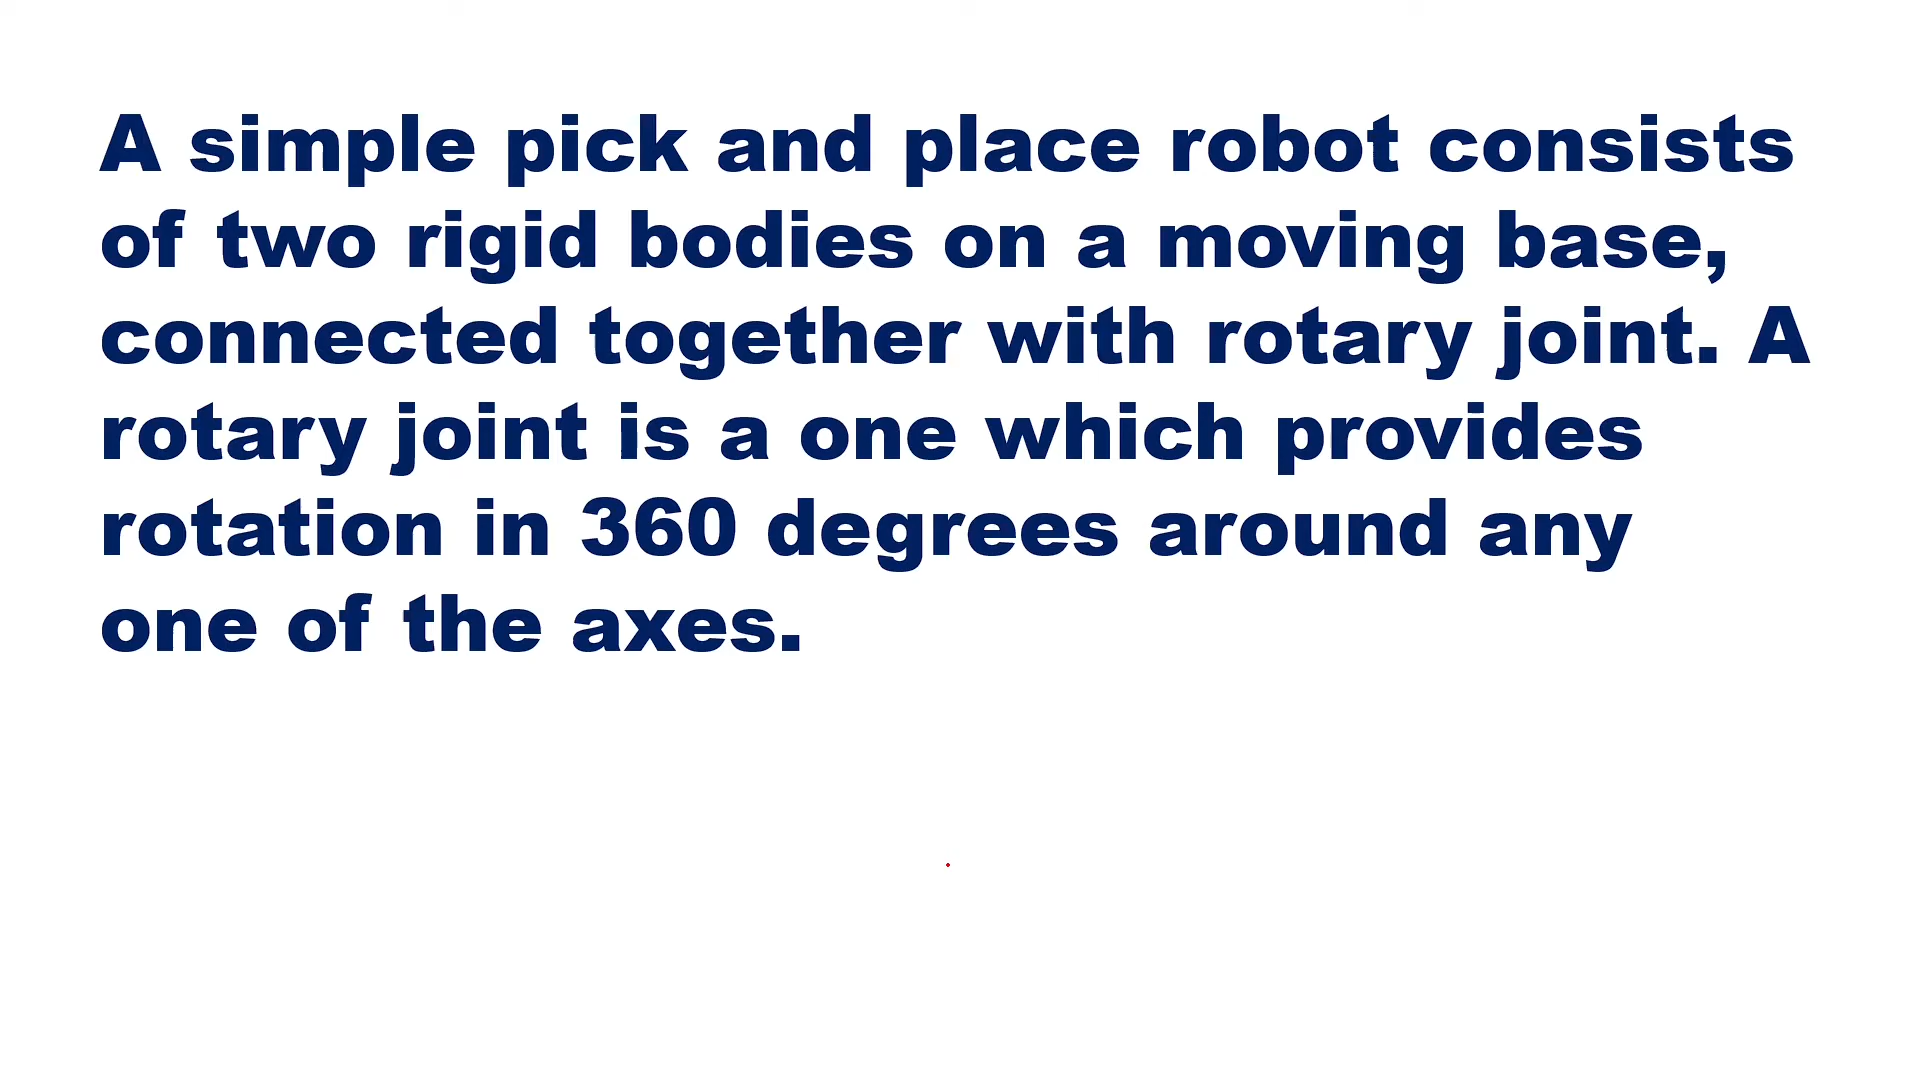 A simple pick and place robot consists
of two rigid bodies on a moving base,
connected together with rotary joint. A
rotary joint is a one which provides
rotation in 360 degrees around any
one of the axes.